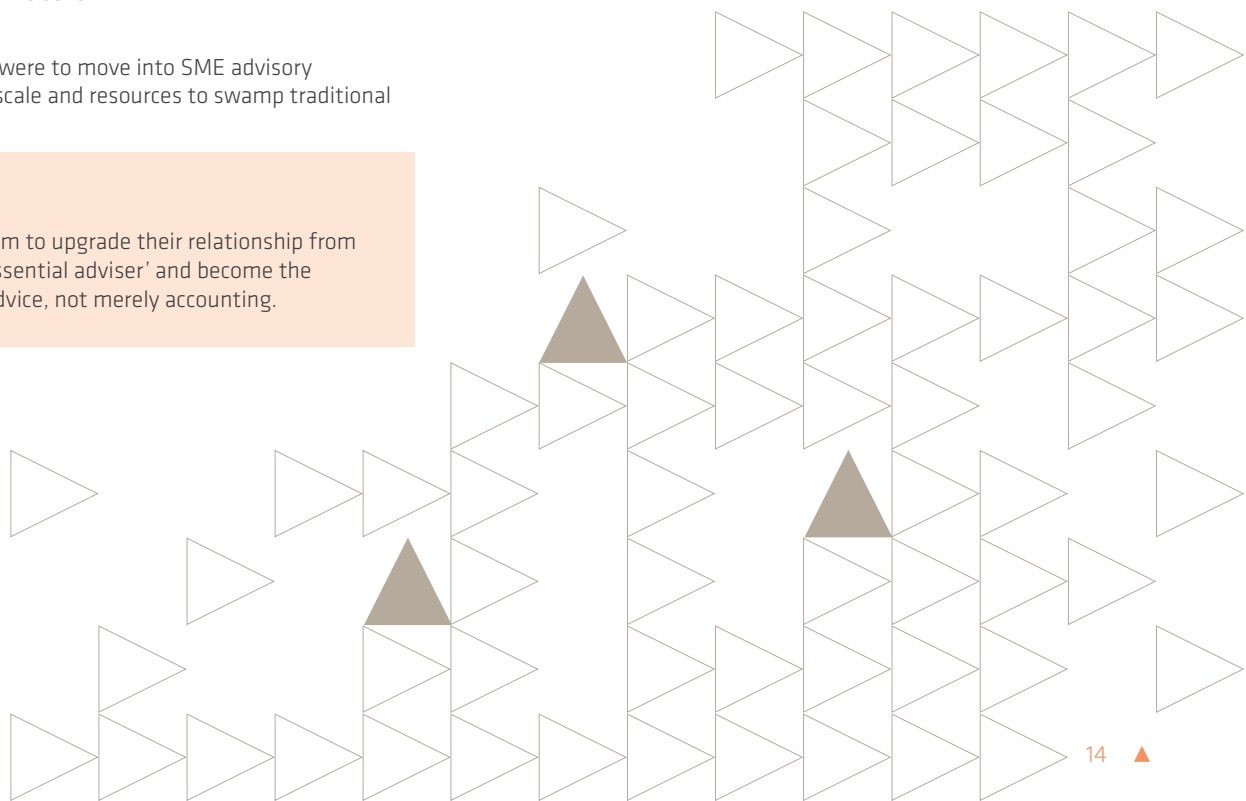 were to move into SME advisory
scale and resources to swamp traditional
m to upgrade their relationship from
ssential adviser’ and become the
dvice, not merely accounting.
14